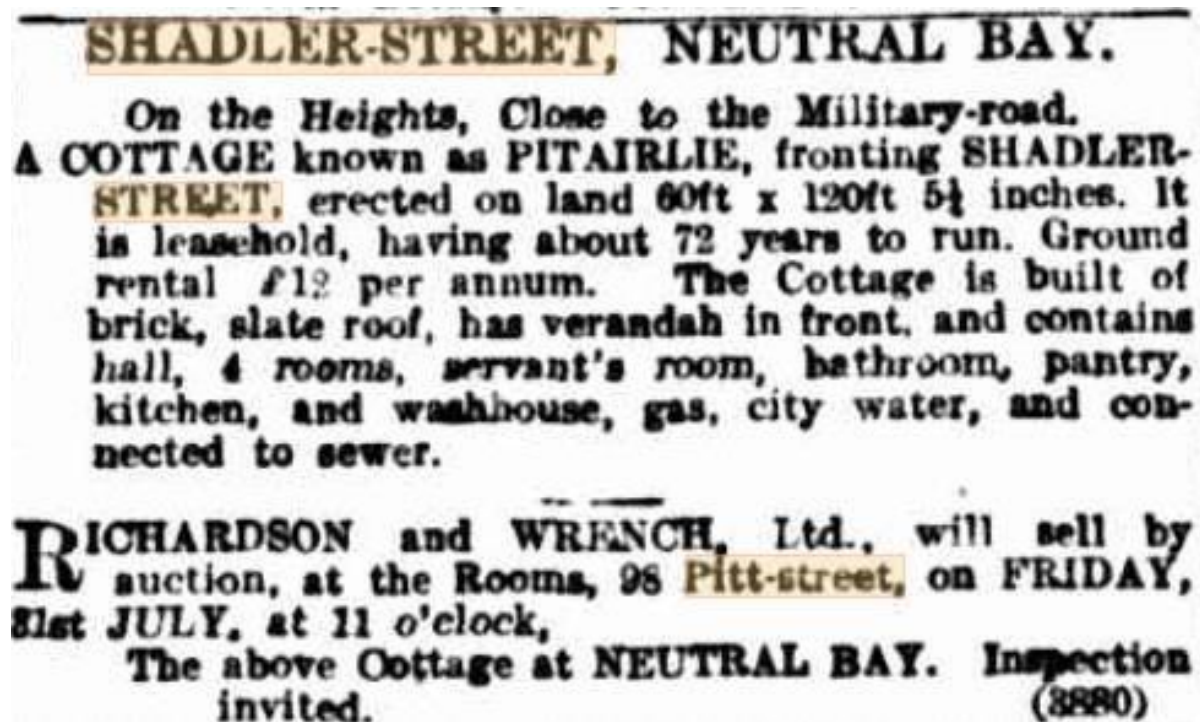 SHADLER-STREET, NEUTRAL BAY.
On the Heights, Close to the Military-road.
A COTTAGE known as PITAIRLIE, fronting SHADLER-
STREET, erected on land 60ft x 120ft 5½ inches. It
is leasehold, having about 72 years to run. Ground
rental £12 per annum. The Cottage is built of
brick, slate roof, has verandah in front, and contains
hall, 4 rooms, servant's room, bathroom, pantry,
kitchen, and washhouse, gas, city water, and con-
nected to sewer.
RICHARDSON and WRENCH, Ltd., will sell by
auction, at the Rooms, 98 Pitt-street, on FRIDAY,
31st JULY, at 11 o'clock,
The above Cottage at NEUTRAL BAY. Inspection
invited. (3880)